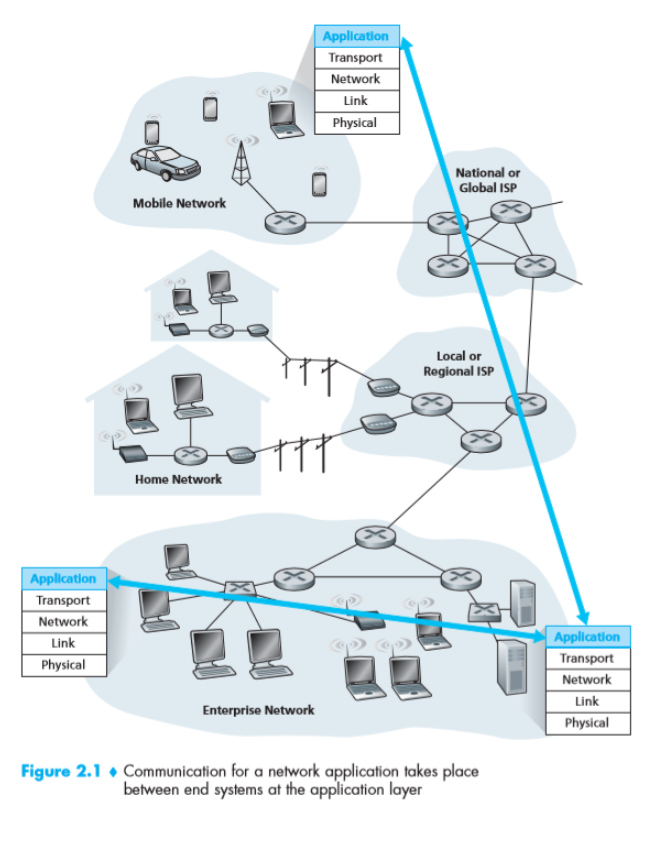 Application
Transport
Network
Link
Physical
National or
Global ISP
Mobile Network
Local or
Regional ISP
Home Network
Application
Transport
Network
Link
Physical
Application
Transport
Network
Link
Physical
Enterprise Network
Figure 2.1 ♦ Communication for a network application takes place
between end systems at the application layer